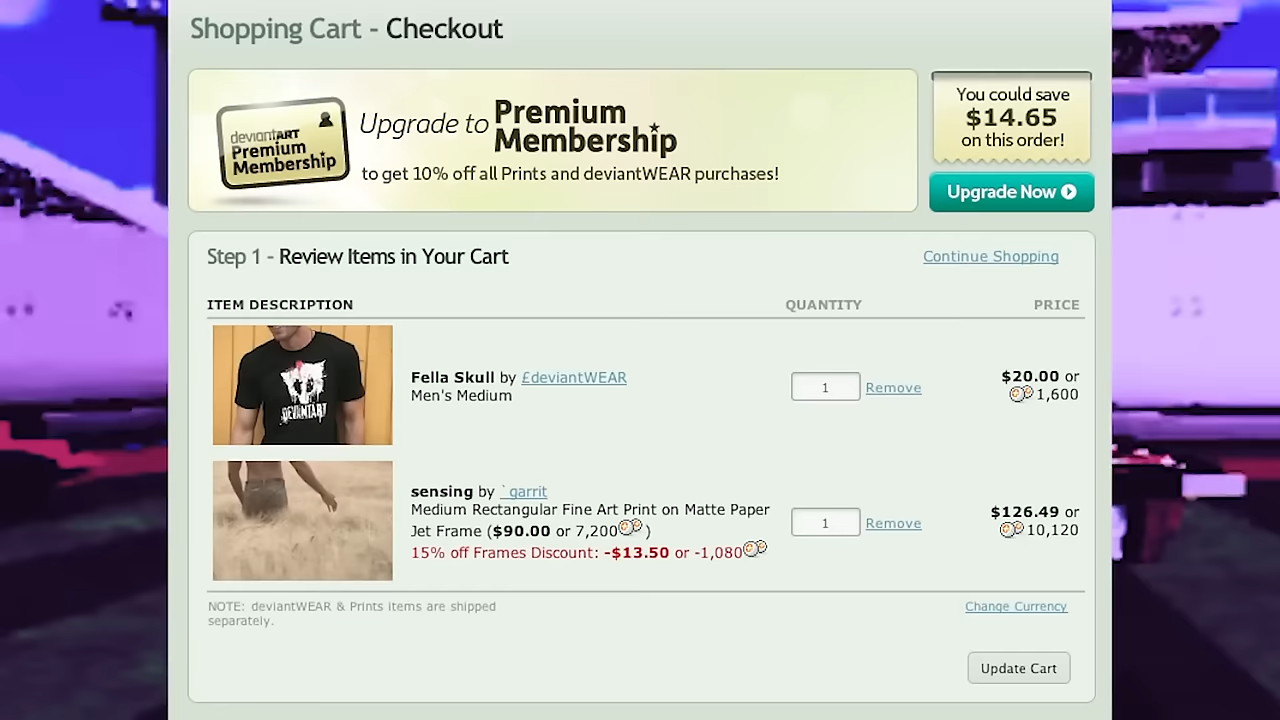 Shopping Cart - Checkout
deviantART
Premium
Membership
Upgrade to Premium
Membership
to get 10% off all Prints and deviantWEAR purchases!
You could save
$14.65
on this order!
Upgrade Now
Step 1 - Review Items in Your Cart
Continue Shopping
ITEM DESCRIPTION QUANTITY PRICE
DEVIANTART
Fella Skull by £deviantWEAR
Men's Medium
1 Remove
$20.00 or
1,600
sensing by `garrit
Medium Rectangular Fine Art Print on Matte Paper
Jet Frame ($90.00 or 7,200 )
15% off Frames Discount: -$13.50 or -1,080
1 Remove
$126.49 or
10,120
NOTE: deviantWEAR & Prints items are shipped
separately.
Change Currency
Update Cart